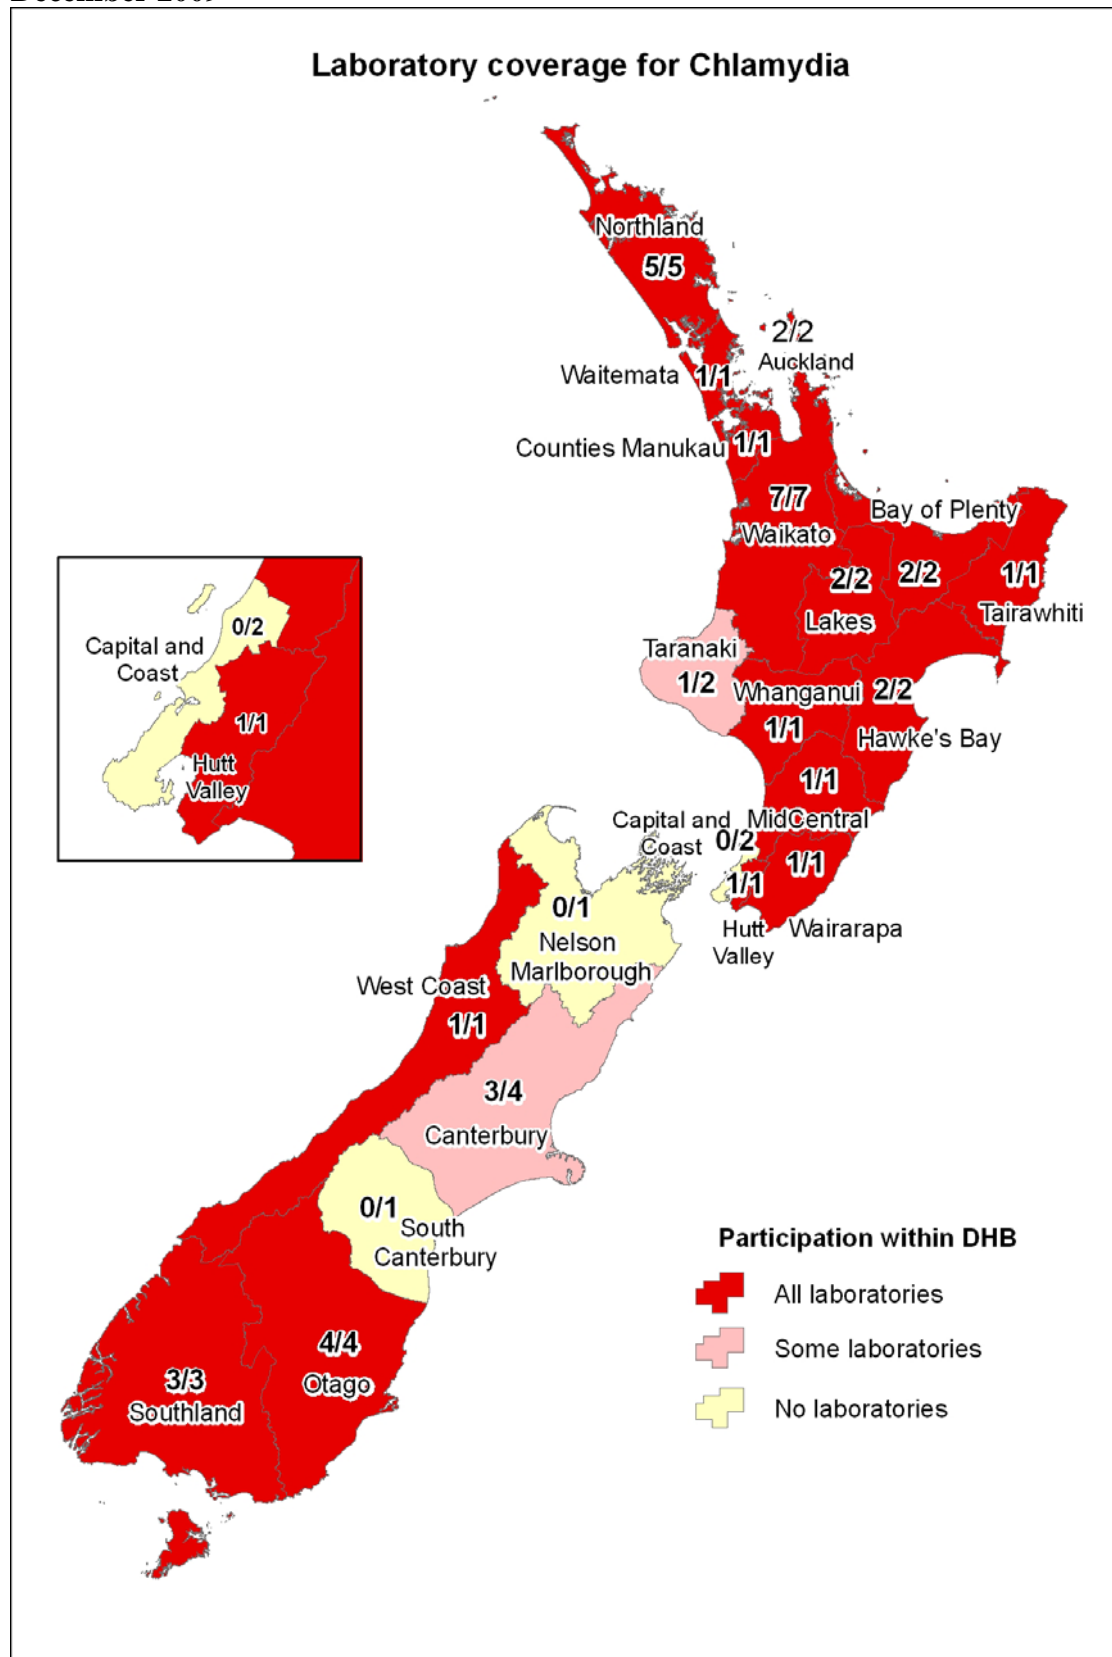 Laboratory coverage for Chlamydia
Northland
5/5
2/2
Auckland
Waitemata
1/1
Counties Manukau
1/1
7/7
Waikato
Bay of Plenty
2/2
2/2
1/1
Lakes
Tairawhiti
Taranaki
1/2
Whanganui
1/1
2/2
Hawke's Bay
1/1
MidCentral
Capital and
Coast
0/2
1/1
1/1
Hutt
Valley
Wairarapa
0/2
Capital and
Coast
1/1
Hutt
Valley
0/1
Nelson
Marlborough
West Coast
1/1
3/4
Canterbury
0/1
South
Canterbury
4/4
Otago
3/3
Southland
Participation within DHB
All laboratories
Some laboratories
No laboratories